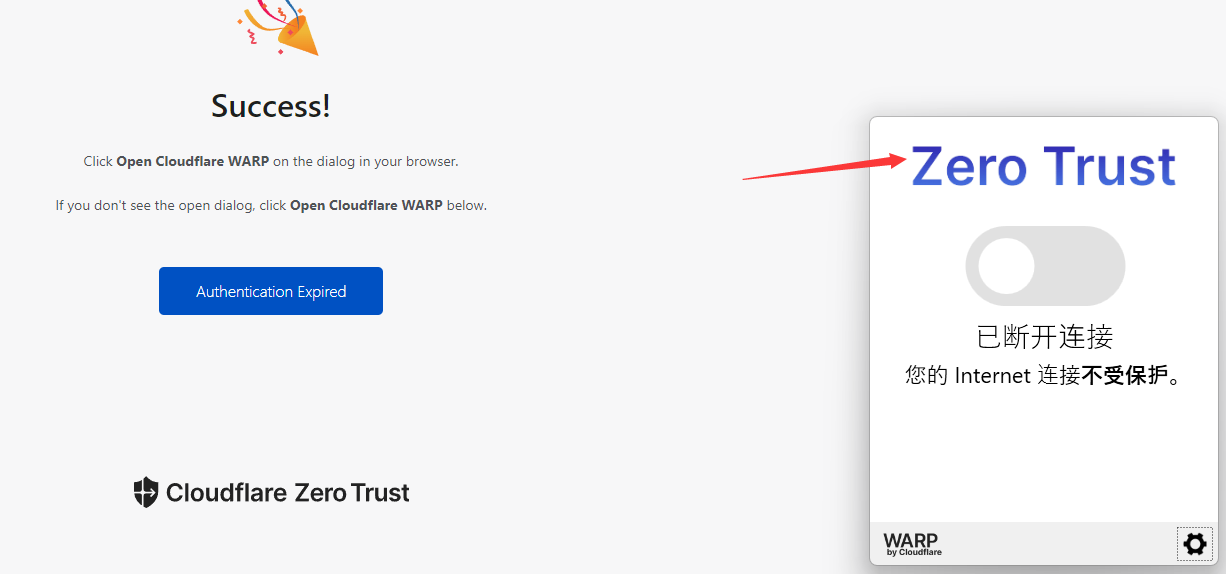 Success!
Click Open Cloudflare WARP on the dialog in your browser.
If you don't see the open dialog, click Open Cloudflare WARP below.
Authentication Expired
Cloudflare Zero Trust
Zero Trust
已断开连接
您的 Internet 连接不受保护。
WARP
by Cloudflare